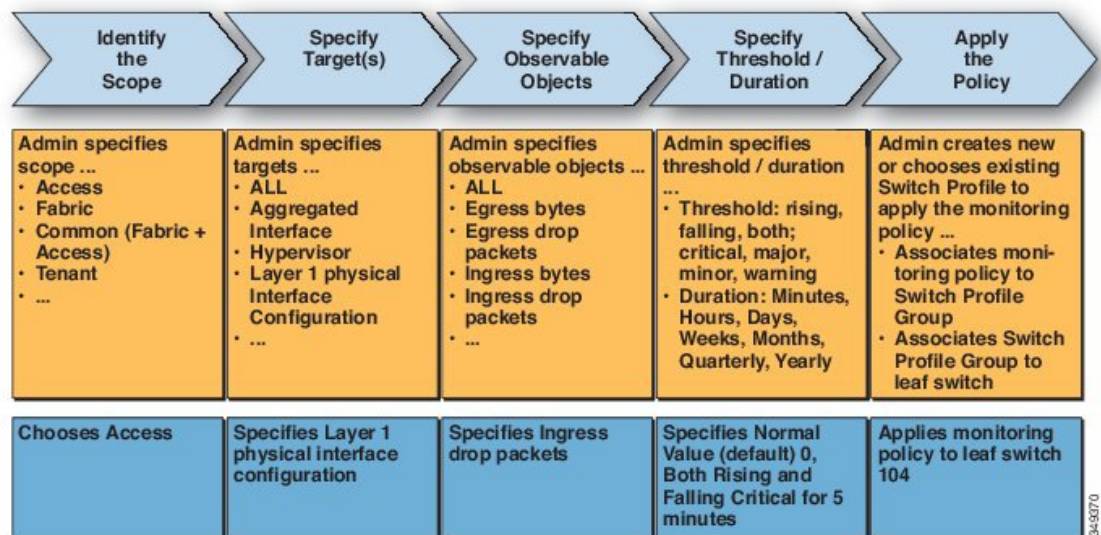 Identify
the
Scope
Specify
Target(s)
Specify
Observable
Objects
Specify
Threshold /
Duration
Apply
the
Policy
Admin specifies
scope ...
• Access
• Fabric
• Common (Fabric +
Access)
• Tenant
• ...
Admin specifies
targets ...
• ALL
• Aggregated
Interface
• Hypervisor
• Layer 1 physical
Interface
Configuration
• ...
Admin specifies
observable objects ...
• ALL
• Egress bytes
• Egress drop
packets
• Ingress bytes
• Ingress drop
packets
• ...
Admin specifies
threshold / duration
...
• Threshold: rising,
falling, both;
critical, major,
minor, warning
• Duration: Minutes,
Hours, Days,
Weeks, Months,
Quarterly, Yearly
Admin creates new
or chooses existing
Switch Profile to
apply the monitoring
policy ...
• Associates moni-
toring policy to
Switch Profile
Group
• Associates Switch
Profile Group to
leaf switch
Chooses Access
Specifies Layer 1
physical interface
configuration
Specifies Ingress
drop packets
Specifies Normal
Value (default) 0,
Both Rising and
Falling Critical for 5
minutes
Applies monitoring
policy to leaf switch
104
349370